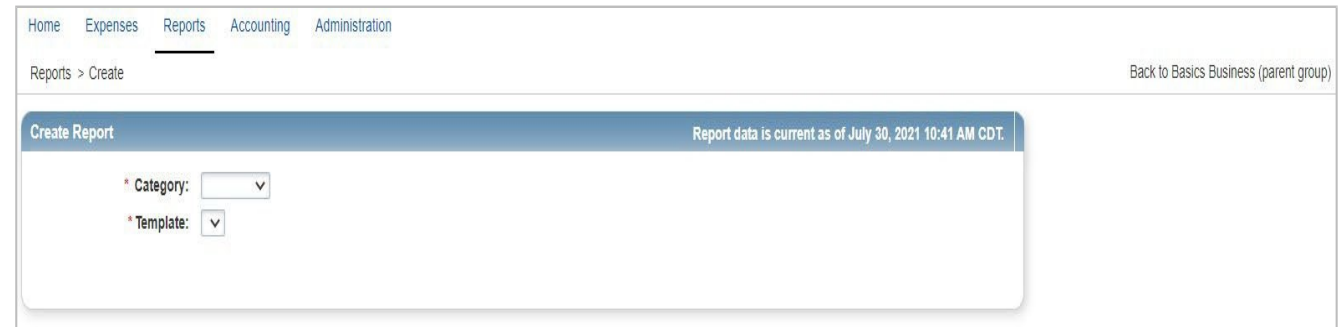 Home Expenses Reports Accounting Administration
Reports > Create Back to Basics Business (parent group)
Create Report Report data is current as of July 30, 2021 10:41 AM CDT.
* Category:
* Template: